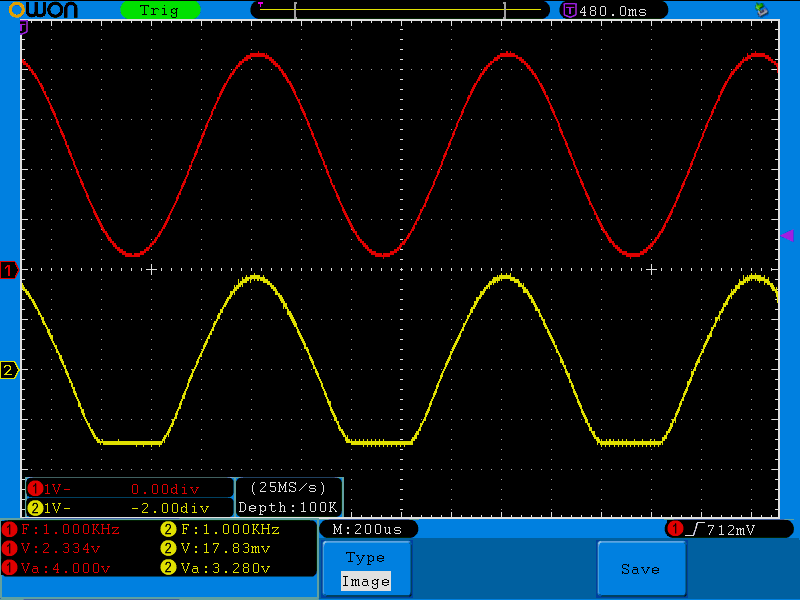 OWON Trig T 480.0ms
1
2
1 1V- 0.00div (25MS/s)
2 1V- -2.00div Depth:100K
1 F:1.000KHz 2 F:1.000KHz M:200us 1 712mV
1 V:2.334v 2 V:17.83mv
1 Va:4.000v 2 Va:3.280v
Type
Image
Save